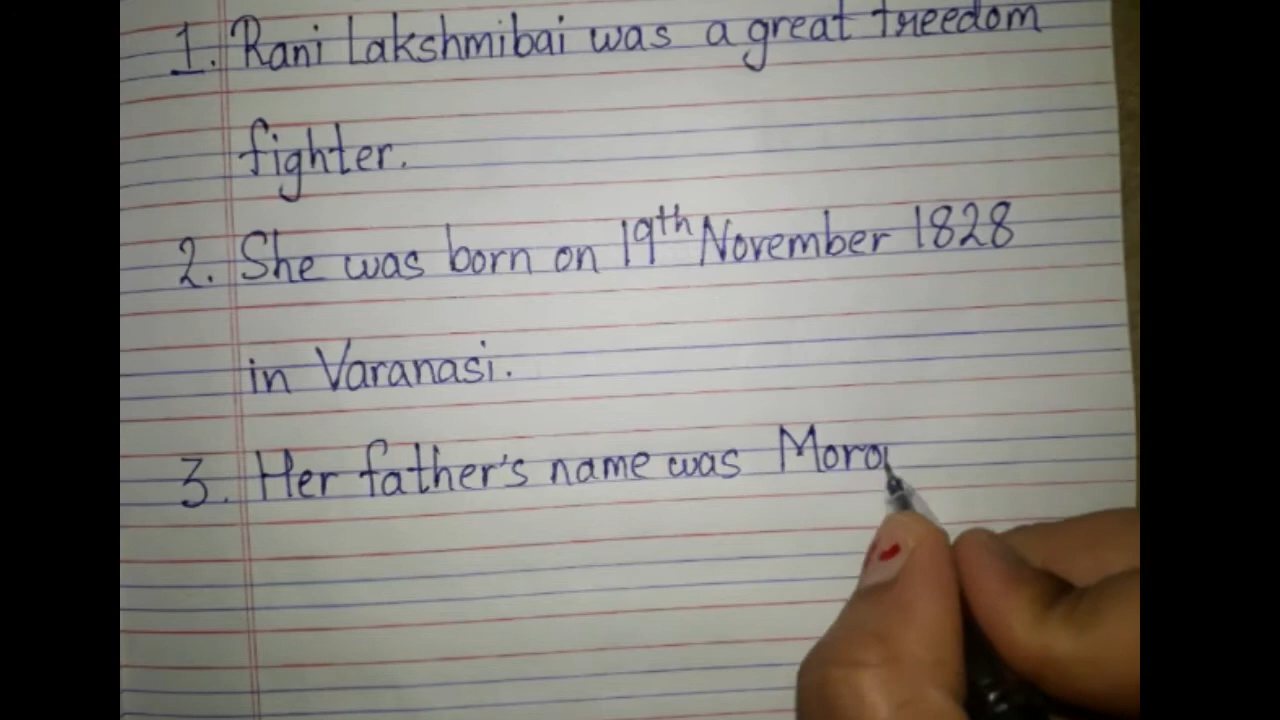 1. Rani Lakshmibai was a great freedom
fighter.
2. She was born on 19th November 1828
in Varanasi.
3. Her father's name was Moro